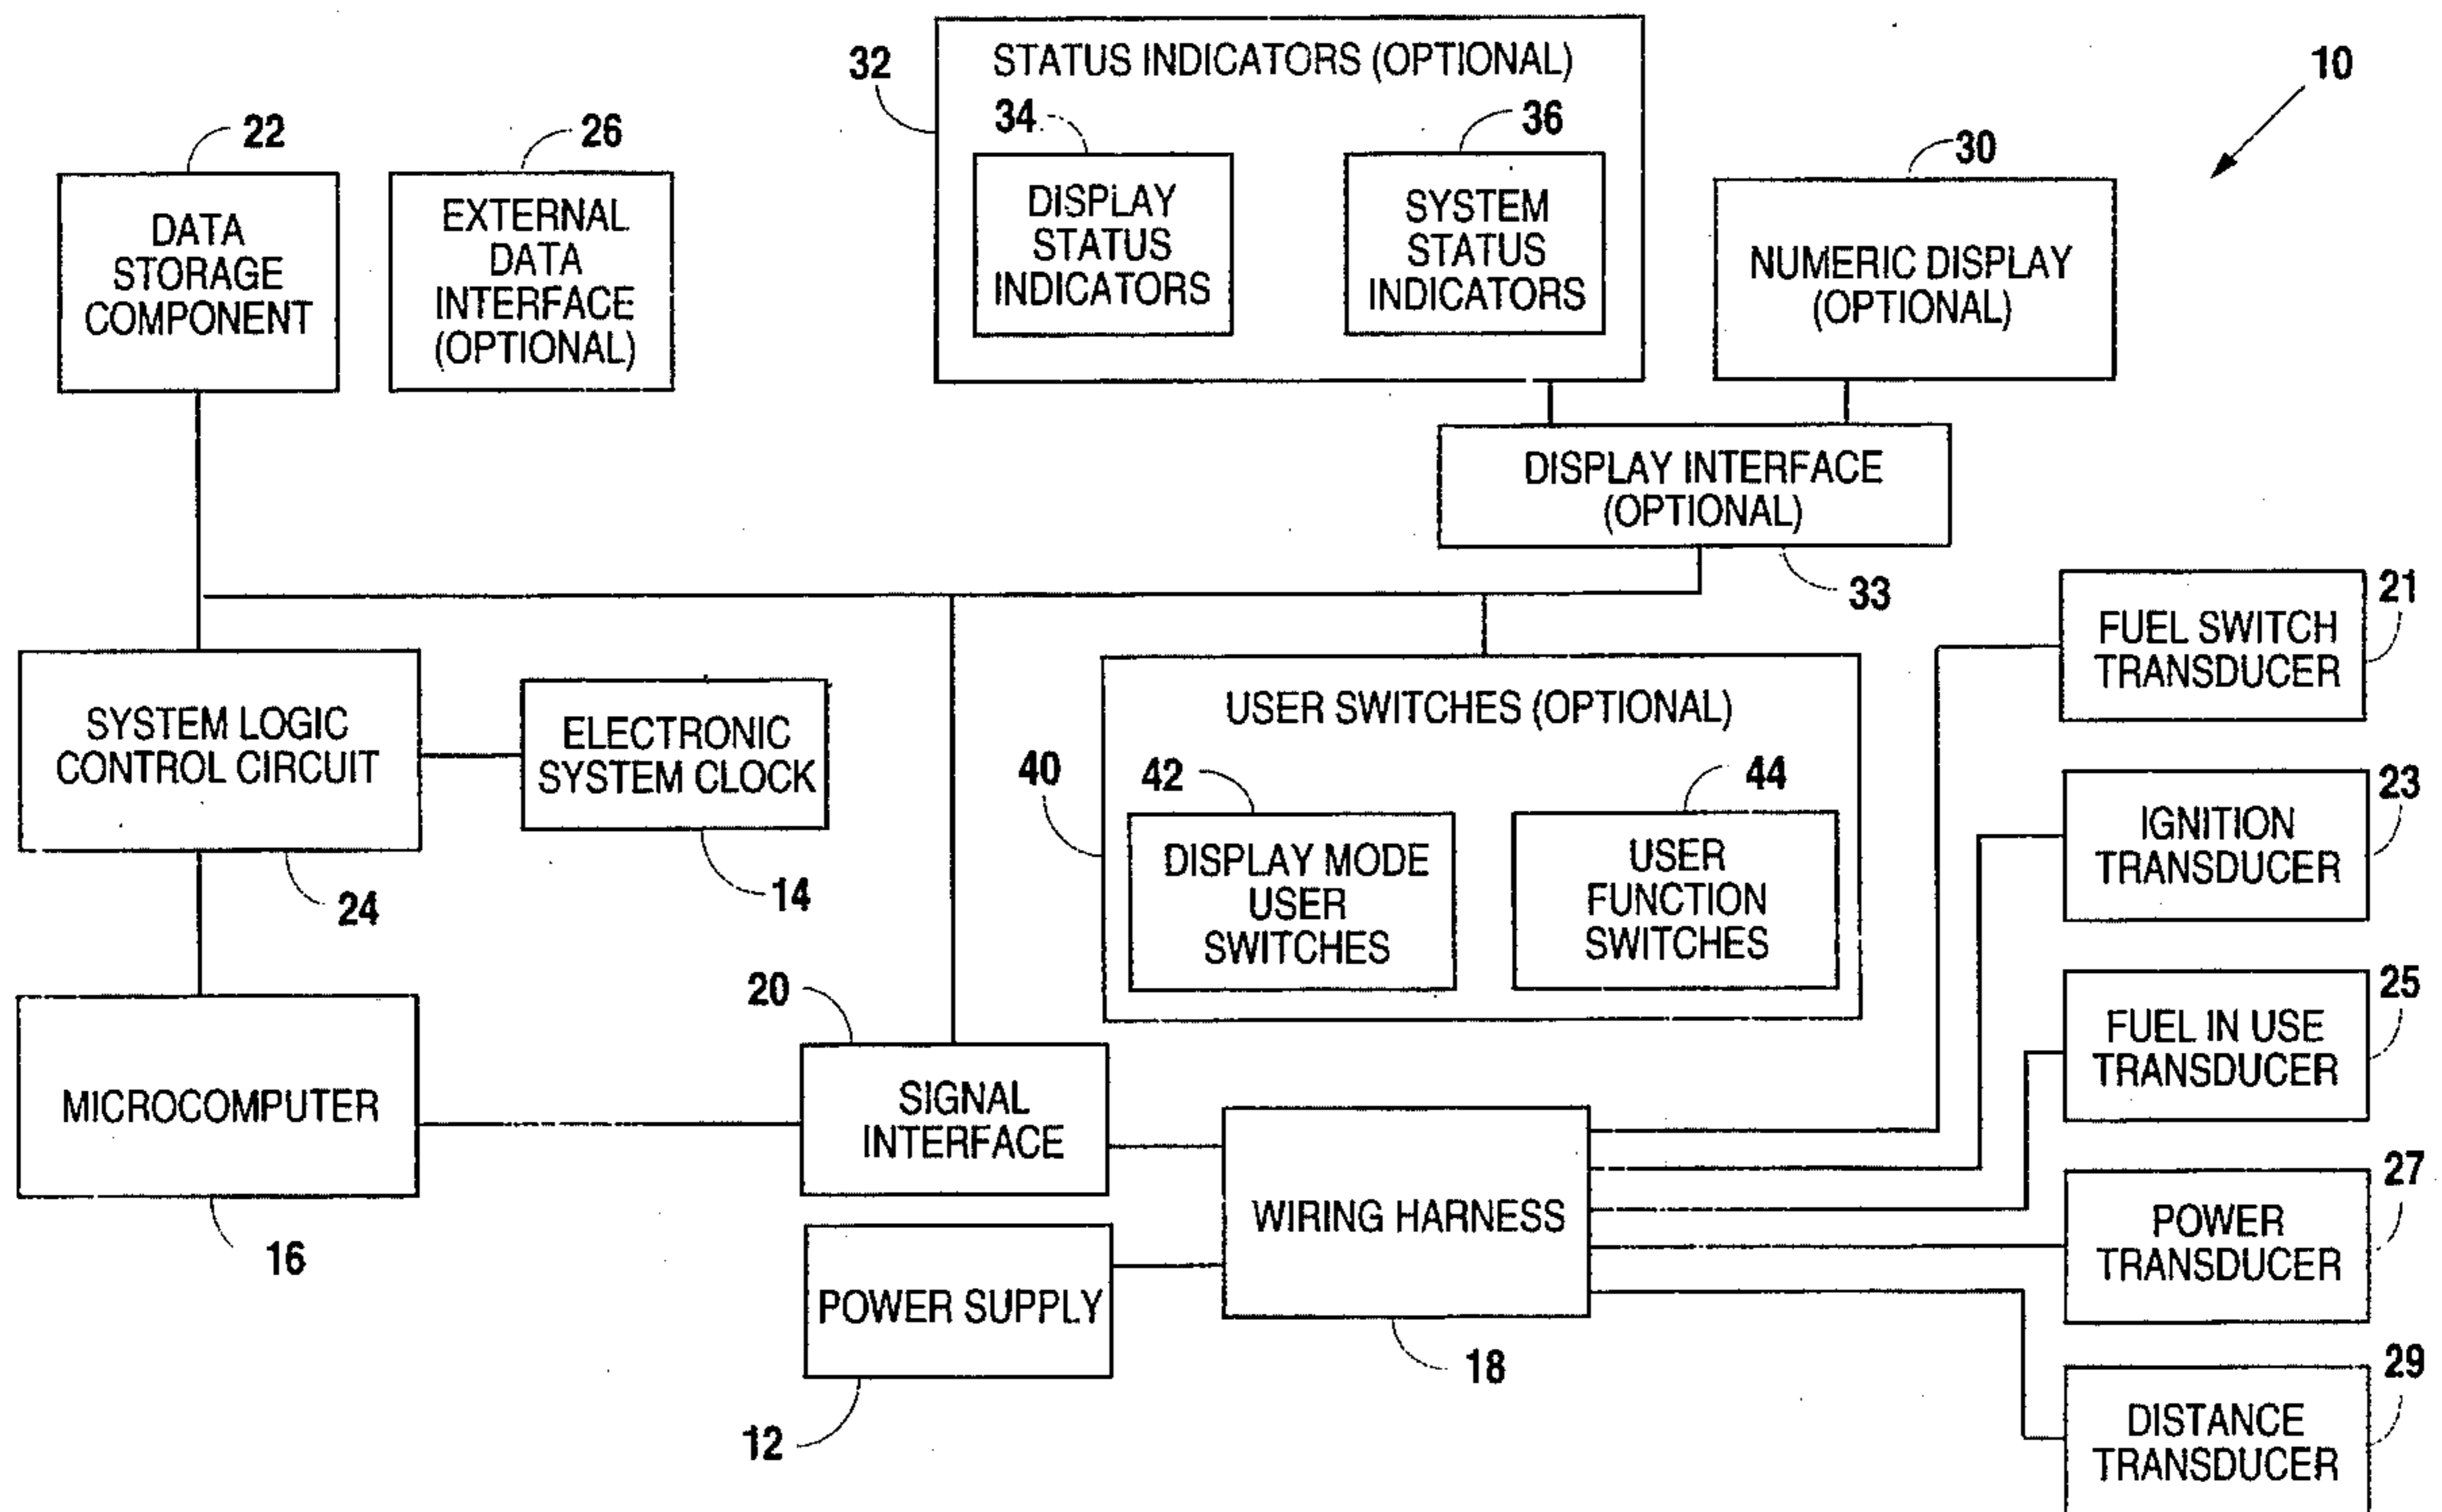 10
32
STATUS INDICATORS (OPTIONAL)
34
DISPLAY
STATUS
INDICATORS
36
SYSTEM
STATUS
INDICATORS
30
NUMERIC DISPLAY
(OPTIONAL)
22
DATA
STORAGE
COMPONENT
26
EXTERNAL
DATA
INTERFACE
(OPTIONAL)
DISPLAY INTERFACE
(OPTIONAL)
33
SYSTEM LOGIC
CONTROL CIRCUIT
24
ELECTRONIC
SYSTEM CLOCK
14
40
USER SWITCHES (OPTIONAL)
42
DISPLAY MODE
USER
SWITCHES
44
USER
FUNCTION
SWITCHES
21
FUEL SWITCH
TRANSDUCER
23
IGNITION
TRANSDUCER
25
FUEL IN USE
TRANSDUCER
27
POWER
TRANSDUCER
29
DISTANCE
TRANSDUCER
MICROCOMPUTER
16
20
SIGNAL
INTERFACE
POWER SUPPLY
12
WIRING HARNESS
18